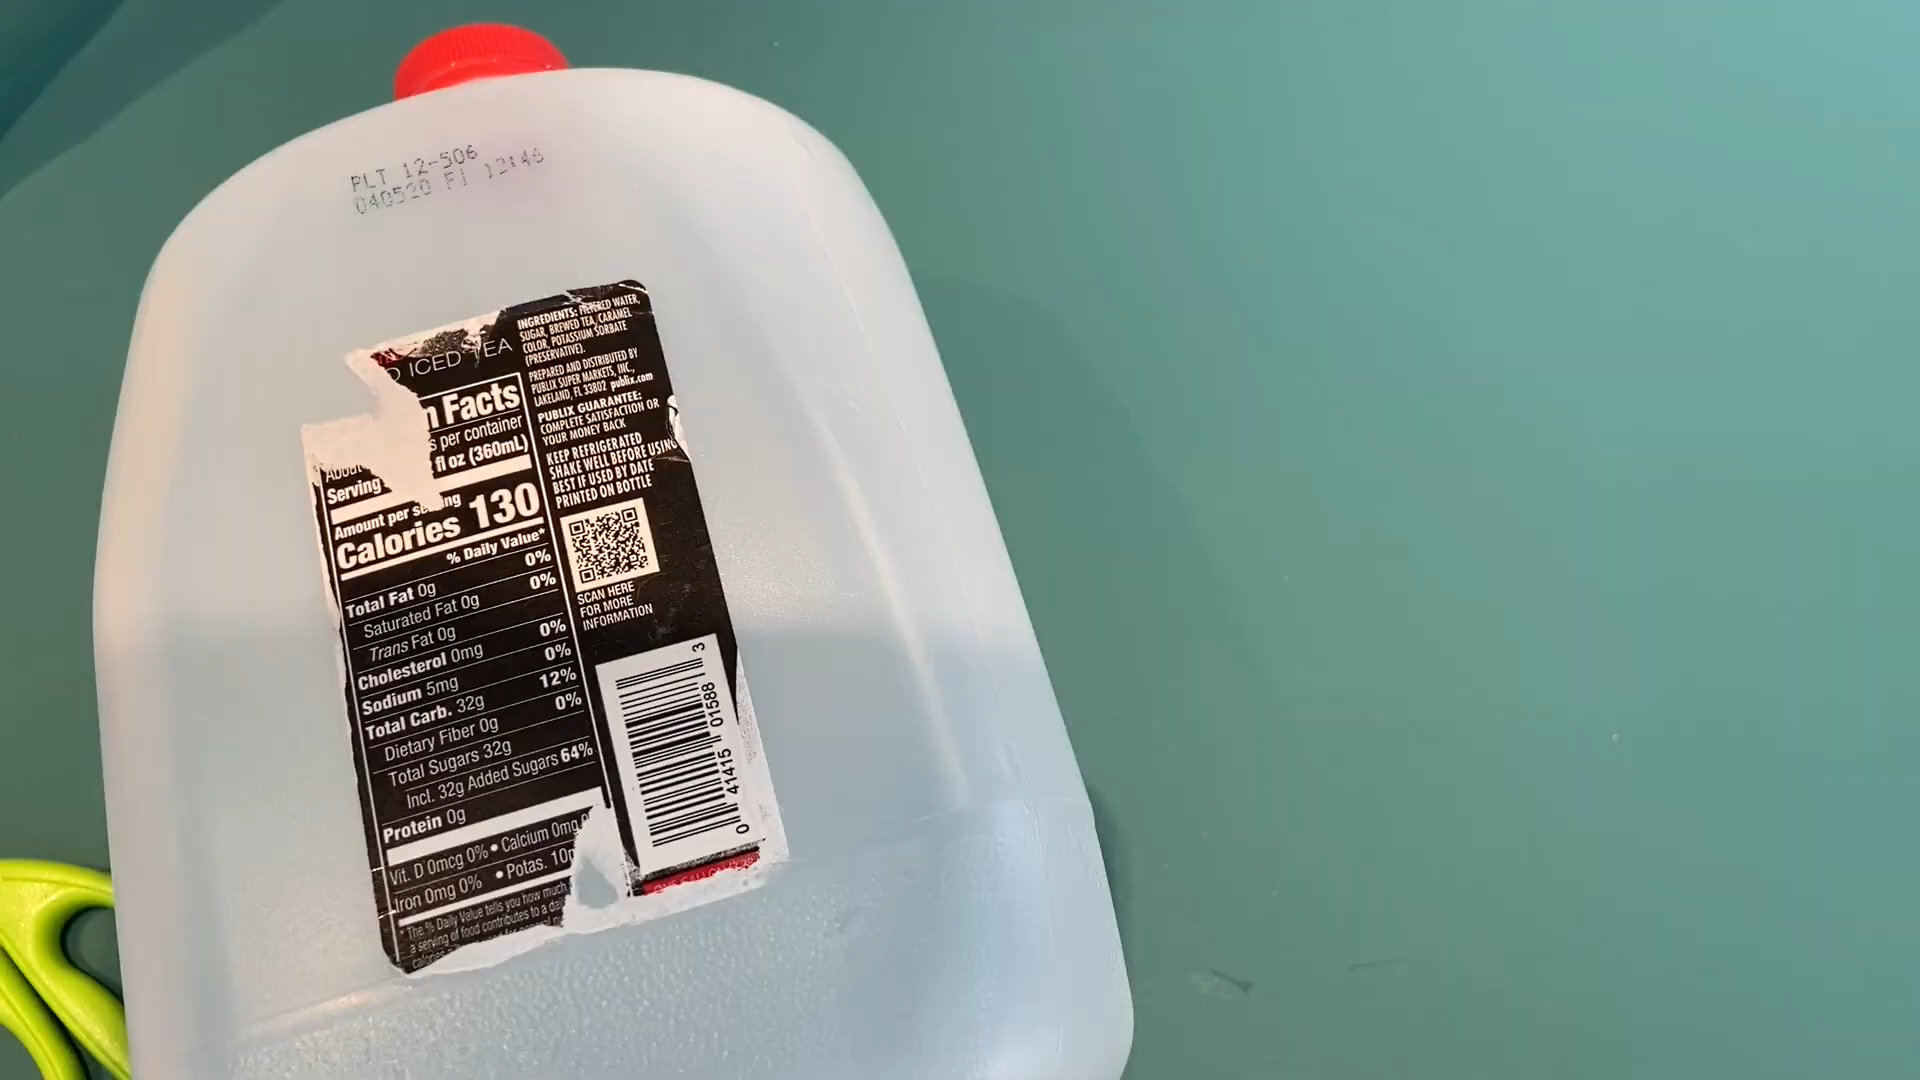 PLT 12-506
040520 F1 12:46
ICED TEA
Facts
per container
About
fl oz (360mL)
Serving
Amount per
Calories 130
% Daily Value*
Total Fat 0g 0%
Saturated Fat 0g 0%
Trans Fat 0g
Cholesterol 0mg 0%
Sodium 5mg 0%
Total Carb. 32g 12%
Dietary Fiber 0g 0%
Total Sugars 32g
Incl. 32g Added Sugars 64%
Protein 0g
Vit. D 0mcg 0% • Calcium 0mg
Iron 0mg 0% • Potas.
* The % Daily Value tells you how much
a serving of food contributes to a
calories
INGREDIENTS: FILTERED WATER,
SUGAR, BREWED TEA, CARAMEL
COLOR, POTASSIUM SORBATE
(PRESERVATIVE).
PREPARED AND DISTRIBUTED BY
PUBLIX SUPER MARKETS, INC.,
LAKELAND, FL 33802 publix.com
PUBLIX GUARANTEE:
COMPLETE SATISFACTION OR
YOUR MONEY BACK
KEEP REFRIGERATED
SHAKE WELL BEFORE USING
BEST IF USED BY DATE
PRINTED ON BOTTLE
SCAN HERE
FOR MORE
INFORMATION
0 41415 01588 3